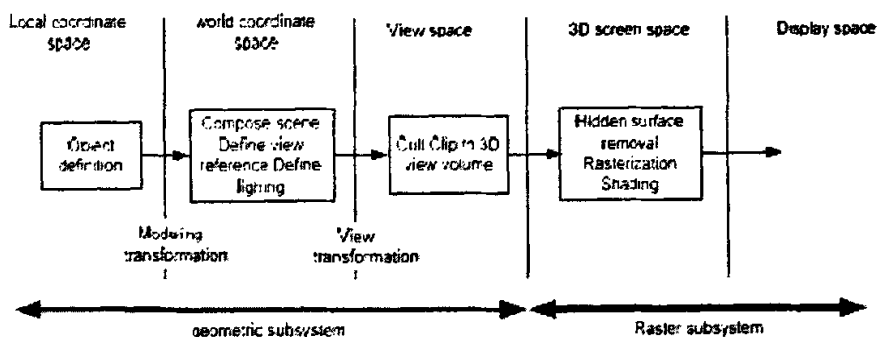 Local coordinate
space
world coordinate
space
View space
3D screen space
Display space
Object
definition
Compose scene
Define view
reference Define
lighting
Cull Clip to 3D
view volume
Hidden surface
removal
Rasterization
Shading
Modeling
transformation
View
transformation
geometric subsystem
Raster subsystem